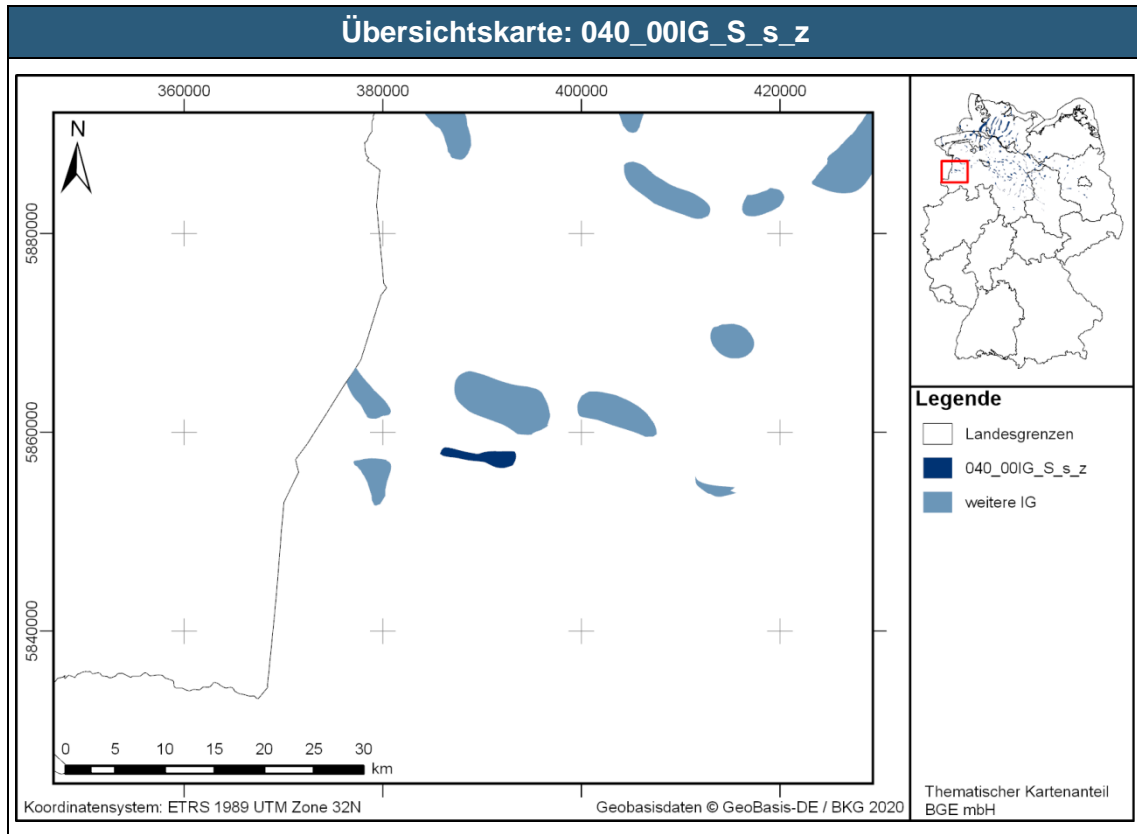 Übersichtskarte: 040_00IG_S_s_z
360000 380000 400000 420000
N
5880000
5860000
5840000
0 5 10 15 20 25 30
km
Koordinatensystem: ETRS 1989 UTM Zone 32N
Geobasisdaten © GeoBasis-DE / BKG 2020
Legende
Landesgrenzen
040_00IG_S_s_z
weitere IG
Thematischer Kartenanteil
BGE mbH